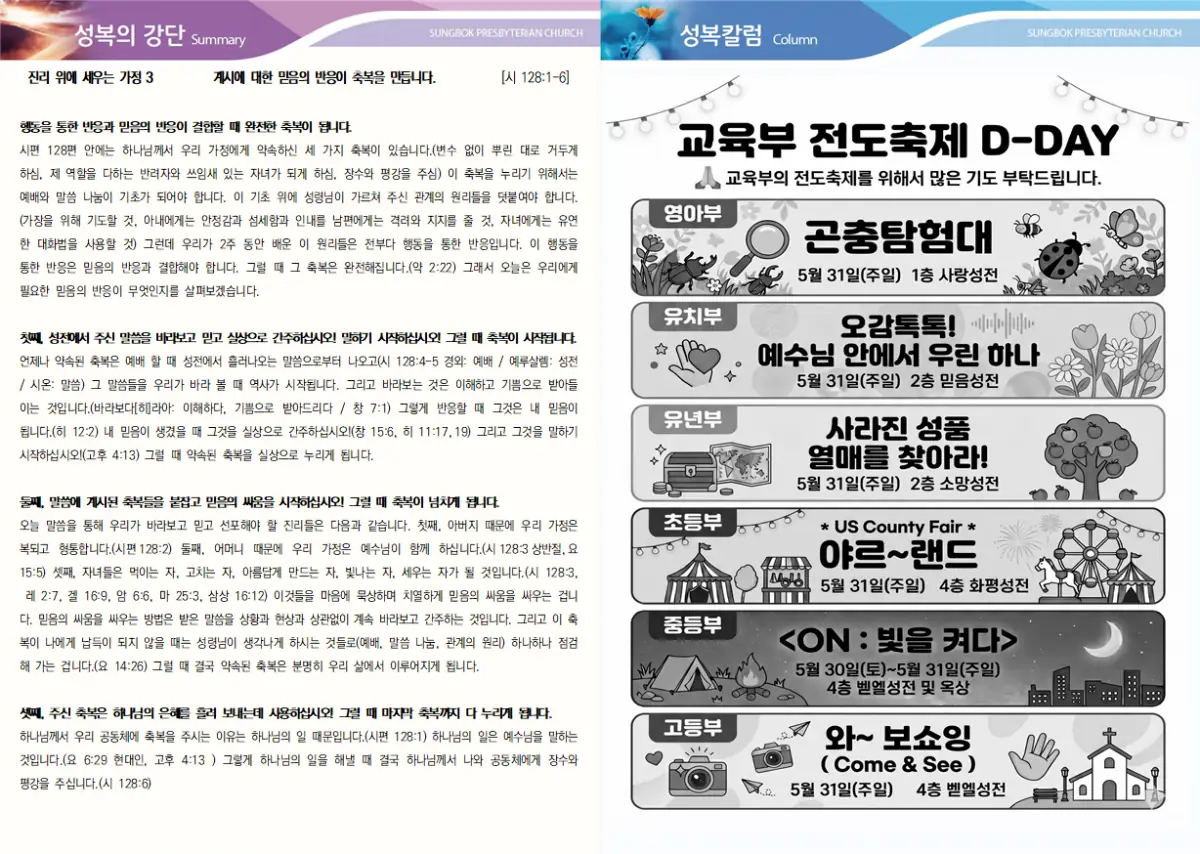 성복의 강단 Summary
SUNGBOK PRESBYTERIAN CHURCH
진리 위에 세우는 가정 3 계시에 대한 믿음의 반응이 축복을 만듭니다. [시 128:1-6]
행동을 통한 반응과 믿음의 반응이 결합할 때 완전한 축복이 됩니다.
시편 128편 안에는 하나님께서 우리 가정에게 약속하신 세 가지 축복이 있습니다.(변수 없이 뿌린 대로 거두게
하심, 제 역할을 다하는 반려자와 쓰임새 있는 자녀가 되게 하심, 장수와 평강을 주심) 이 축복을 누리기 위해서는
예배와 말씀 나눔이 기초가 되어야 합니다. 이 기초 위에 성령님이 가르쳐 주신 관계의 원리들을 덧붙여야 합니다.
(가장을 위해 기도할 것, 아내에게는 안정감과 섬세함과 인내를 남편에게는 격려와 지지를 줄 것, 자녀에게는 유연
한 대화법을 사용할 것) 그런데 우리가 2주 동안 배운 이 원리들은 전부다 행동을 통한 반응입니다. 이 행동을
통한 반응은 믿음의 반응과 결합해야 합니다. 그럴 때 그 축복은 완전해집니다.(약 2:22) 그래서 오늘은 우리에게
필요한 믿음의 반응이 무엇인지를 살펴보겠습니다.
첫째, 성전에서 주신 말씀을 바라보고 믿고 실상으로 간주하십시오! 말하기 시작하십시오! 그럴 때 축복이 시작됩니다.
언제나 약속된 축복은 예배 할 때 성전에서 흘러나오는 말씀으로부터 나오고(시 128:4-5 경외: 예배 / 예루살렘: 성전
/ 시온: 말씀) 그 말씀들을 우리가 바라 볼 때 역사가 시작됩니다. 그리고 바라보는 것은 이해하고 기쁨으로 받아들
이는 것입니다.(바라보다[히]라아: 이해하다, 기쁨으로 받아드리다 / 창 7:1) 그렇게 반응할 때 그것은 내 믿음이
됩니다.(히 12:2) 내 믿음이 생겼을 때 그것을 실상으로 간주하십시오!(창 15:6, 히 11:17,19) 그리고 그것을 말하기
시작하십시오!(고후 4:13) 그럴 때 약속된 축복을 실상으로 누리게 됩니다.
둘째, 말씀에 계시된 축복들을 붙잡고 믿음의 싸움을 시작하십시오! 그럴 때 축복이 넘치게 됩니다.
오늘 말씀을 통해 우리가 바라보고 믿고 선포해야 할 진리들은 다음과 같습니다. 첫째, 아버지 때문에 우리 가정은
복되고 형통합니다.(시편 128:2) 둘째, 어머니 때문에 우리 가정은 예수님이 함께 하십니다.(시 128:3 상반절, 요
15:5) 셋째, 자녀들은 먹이는 자, 고치는 자, 아름답게 만드는 자, 빛나는 자, 세우는 자가 될 것입니다.(시 128:3,
레 2:7, 겔 16:9, 암 6:6, 마 25:3, 삼상 16:12) 이것들을 마음에 묵상하며 치열하게 믿음의 싸움을 싸우는 겁니
다. 믿음의 싸움을 싸우는 방법은 받은 말씀을 상황과 현상과 상관없이 계속 바라보고 간주하는 것입니다. 그리고 이 축
복이 나에게 납득이 되지 않을 때는 성령님이 생각나게 하시는 것들로(예배, 말씀 나눔, 관계의 원리) 하나하나 점검
해 가는 겁니다.(요 14:26) 그럴 때 결국 약속된 축복은 분명히 우리 삶에서 이루어지게 됩니다.
셋째, 주신 축복은 하나님의 은혜를 흘려 보내는데 사용하십시오! 그럴 때 마지막 축복까지 다 누리게 됩니다.
하나님께서 우리 공동체에 축복을 주시는 이유는 하나님의 일 때문입니다.(시편 128:1) 하나님의 일은 예수님을 말하는
것입니다.(요 6:29 현대인, 고후 4:13 ) 그렇게 하나님의 일을 해낼 때 결국 하나님께서 나와 공동체에게 장수와
평강을 주십니다.(시 128:6)
성복칼럼 Column
SUNGBOK PRESBYTERIAN CHURCH
교육부 전도축제 D-DAY
교육부의 전도축제를 위해서 많은 기도 부탁드립니다.
영아부
곤충탐험대
5월 31일(주일) 1층 사랑성전
유치부
오감톡톡!
예수님 안에서 우린 하나
5월 31일(주일) 2층 믿음성전
유년부
사라진 성품
열매를 찾아라!
5월 31일(주일) 2층 소망성전
초등부
* US County Fair *
야르~랜드
5월 31일(주일) 4층 화평성전
중등부
<ON : 빛을 켜다>
5월 30일(토)~5월 31일(주일)
4층 벧엘성전 및 옥상
고등부
와~ 보쇼잉
( Come & See )
5월 31일(주일) 4층 벧엘성전